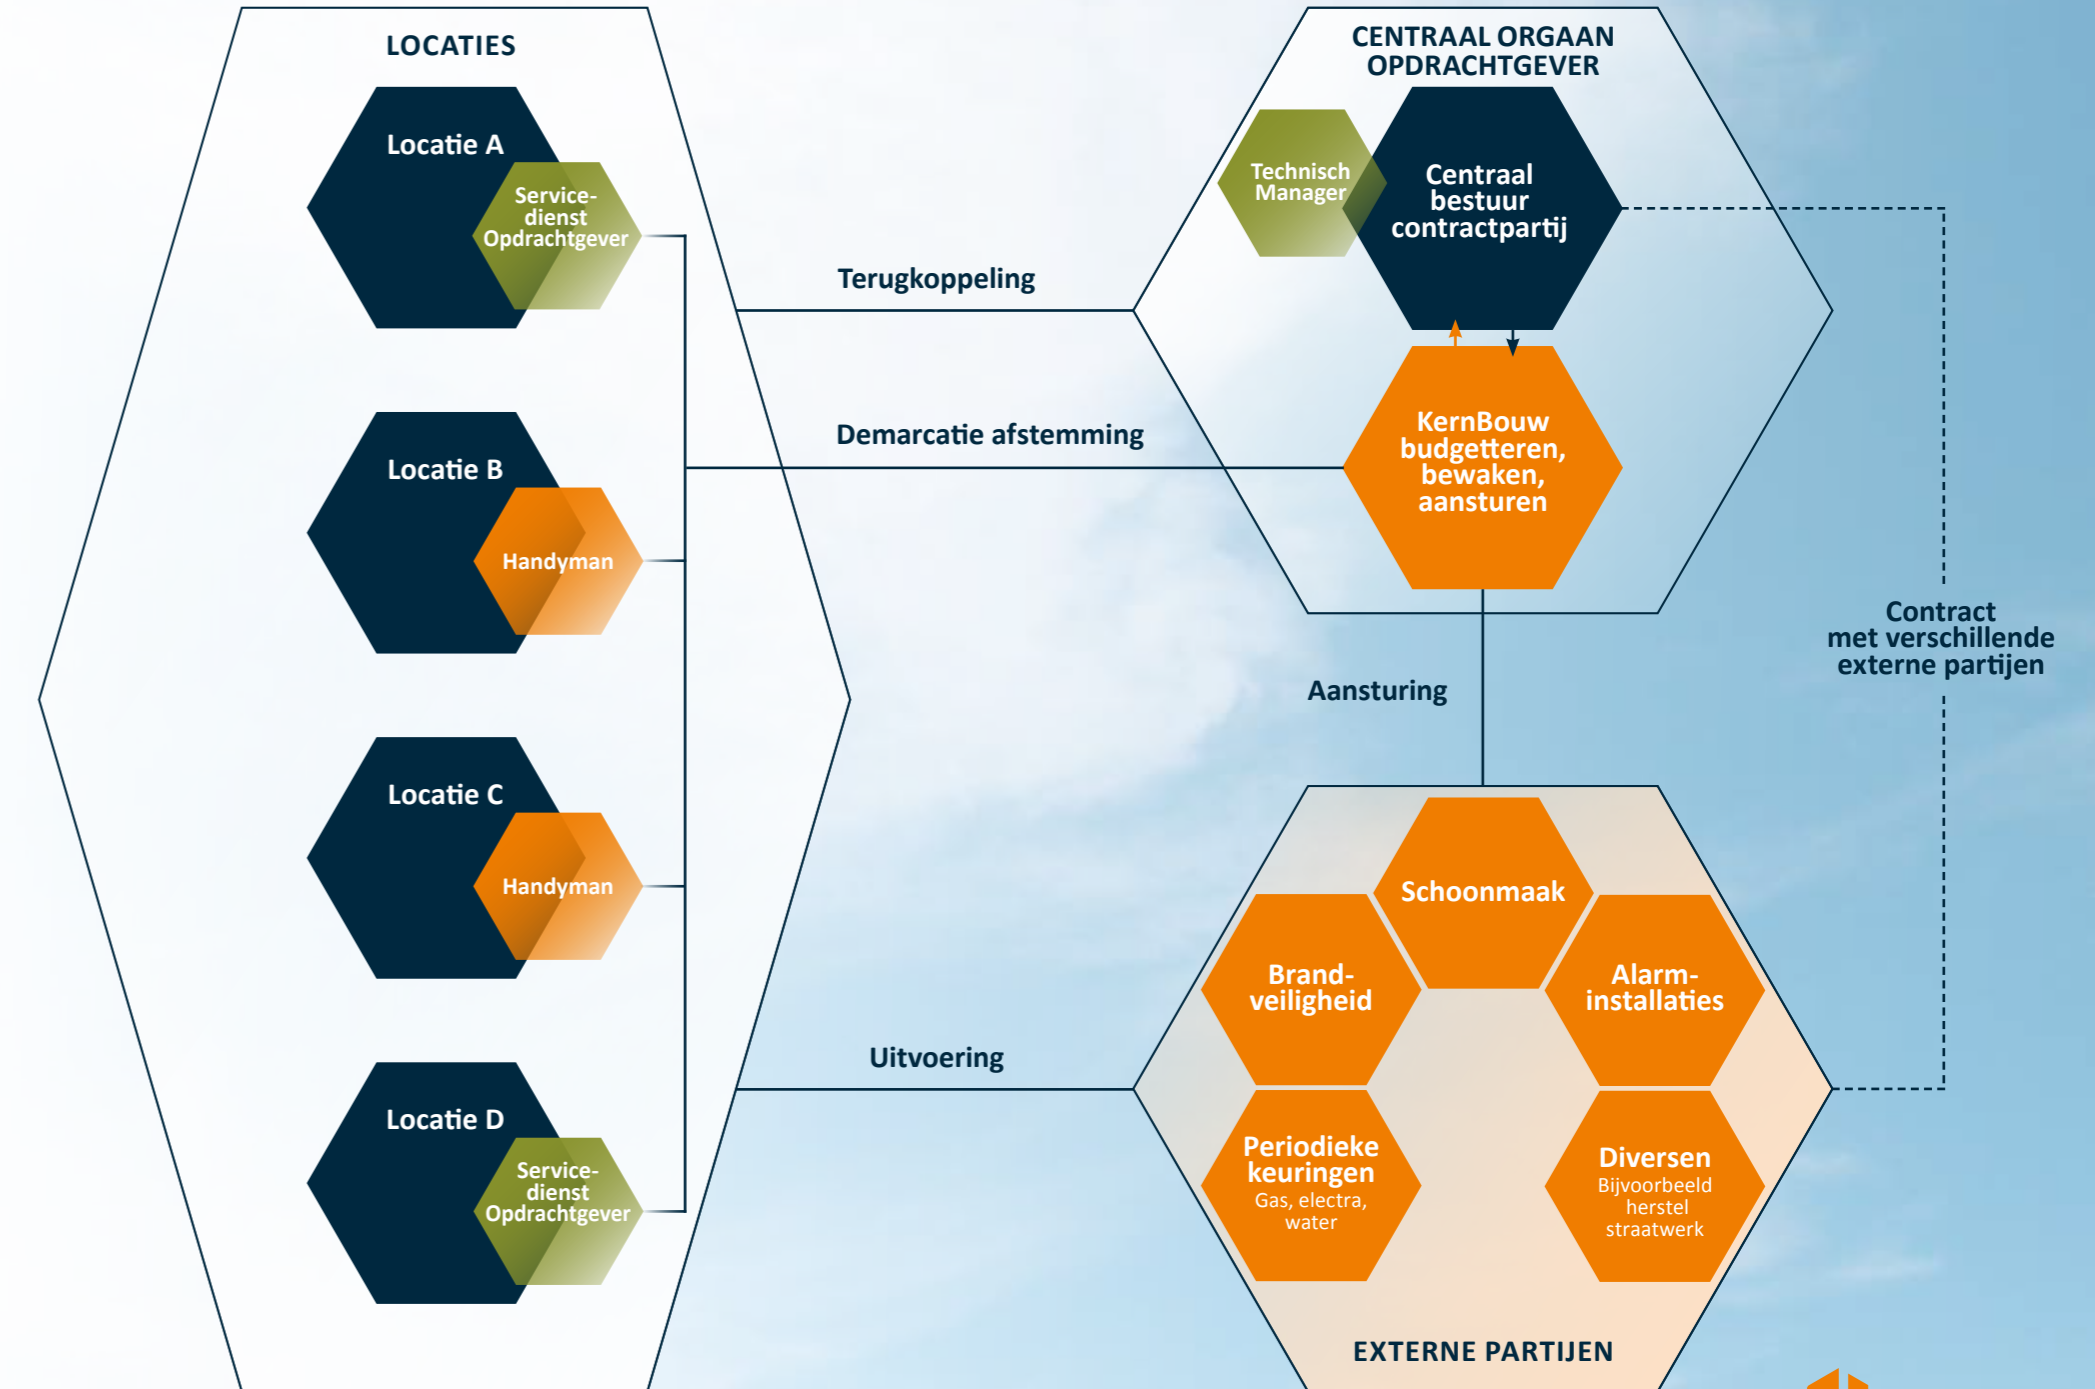 LOCATIES
Locatie A
Service-
dienst
Opdrachtgever
Locatie B
Handyman
Locatie C
Handyman
Locatie D
Service-
dienst
Opdrachtgever
Terugkoppeling
Demarcatie afstemming
Uitvoering
CENTRAAL ORGAAN
OPDRACHTGEVER
Technisch
Manager
Centraal
bestuur
contractpartij
KernBouw
budgetteren,
bewaken,
aansturen
Aansturing
Contract
met verschillende
externe partijen
Schoonmaak
Brand-
veiligheid
Alarm-
installaties
Periodieke
keuringen
Gas, electra,
water
Diversen
Bijvoorbeeld
herstel
straatwerk
EXTERNE PARTIJEN